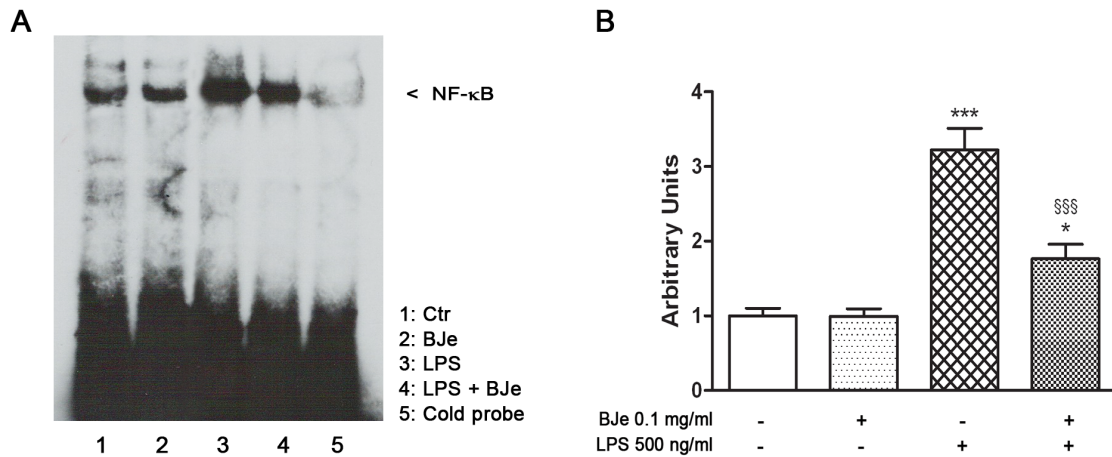 A
< NF-κB
1: Ctr
2: BJe
3: LPS
4: LPS + BJe
5: Cold probe
1 2 3 4 5
B
Arbitrary Units
4
3
2
1
0
***
§§§
*
BJe 0.1 mg/ml - + - +
LPS 500 ng/ml - - + +